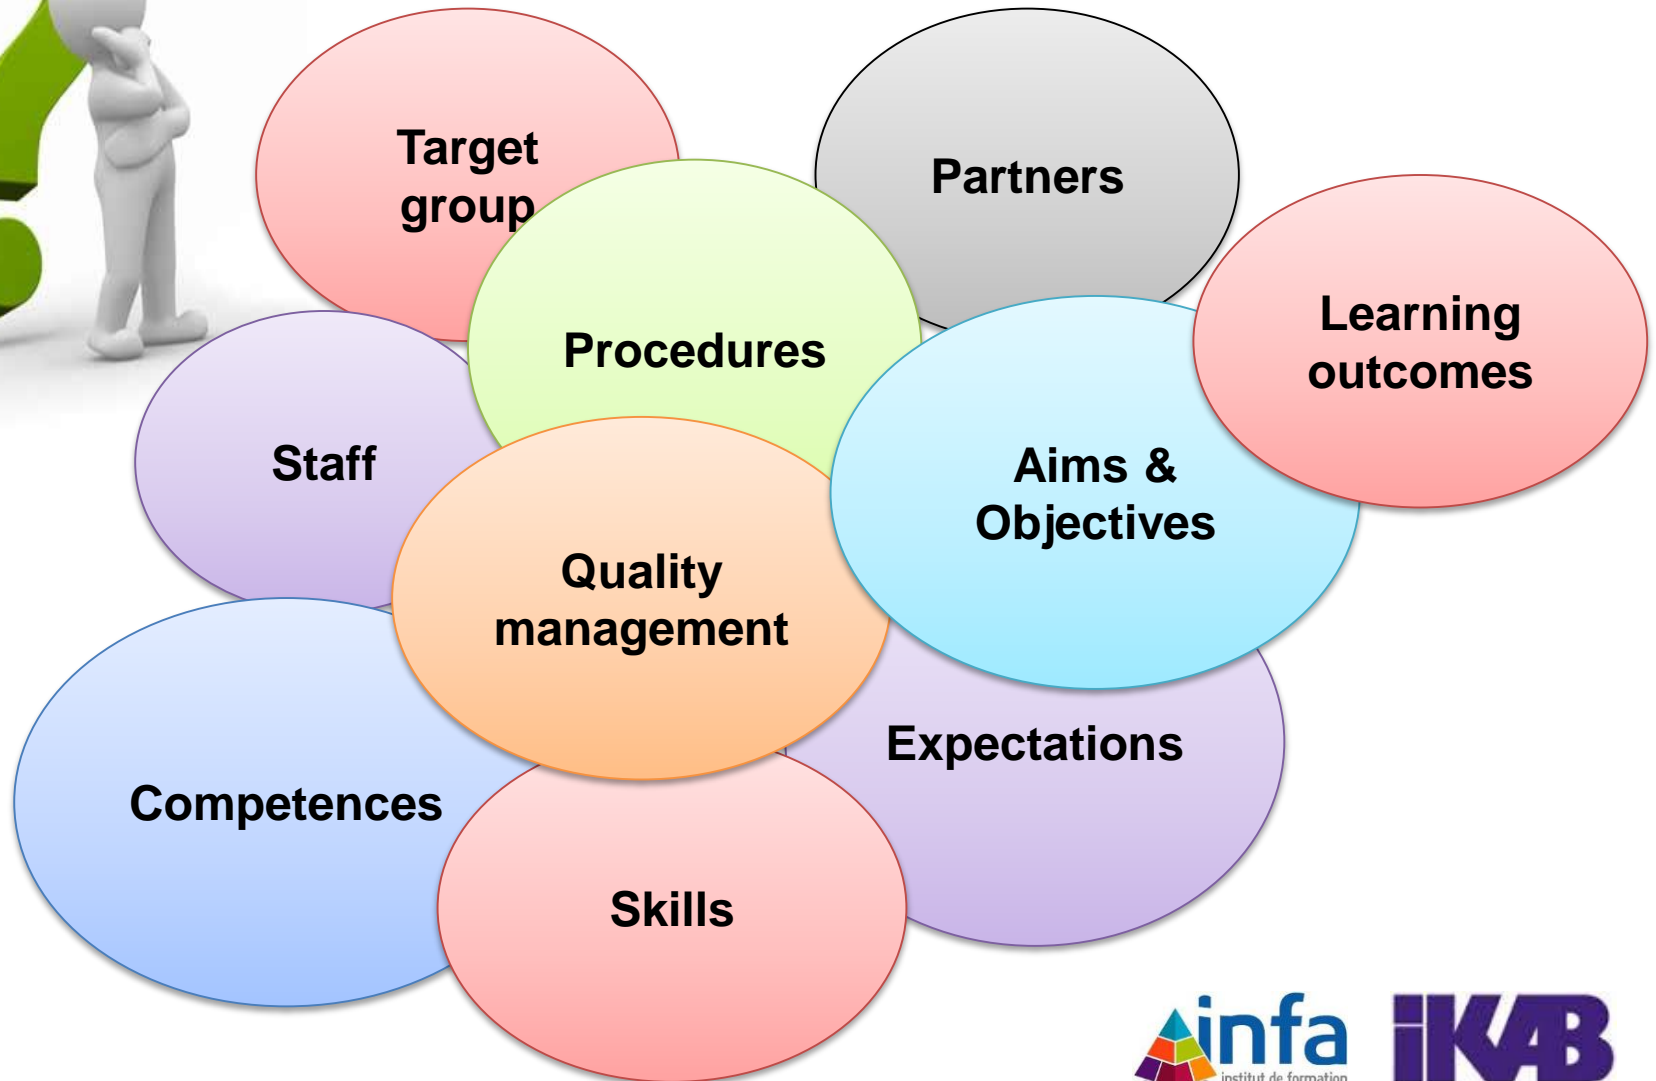 Target
group
Partners
Learning
outcomes
Procedures
Staff
Aims &
Objectives
Quality
management
Expectations
Competences
Skills
infa
institut de formation
iKAB